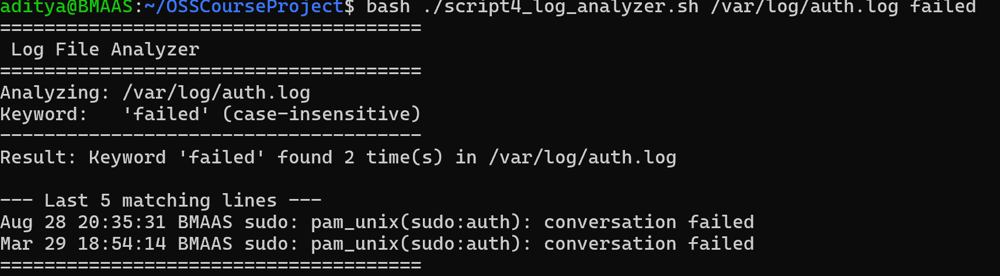 aditya@BMAAS:~/OSSCourseProject$ bash ./script4_log_analyzer.sh /var/log/auth.log failed
======================================
 Log File Analyzer
======================================
Analyzing: /var/log/auth.log
Keyword:   'failed' (case-insensitive)
--------------------------------------
Result: Keyword 'failed' found 2 time(s) in /var/log/auth.log

--- Last 5 matching lines ---
Aug 28 20:35:31 BMAAS sudo: pam_unix(sudo:auth): conversation failed
Mar 29 18:54:14 BMAAS sudo: pam_unix(sudo:auth): conversation failed
======================================